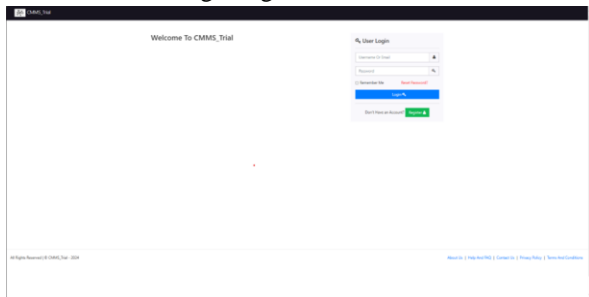 CMMS_Trial
Welcome To CMMS_Trial
User Login
Username Or Email
Password
Remember Me
Reset Password?
Login
Don't Have an Account? Register
All Rights Reserved | © CMMS_Trial - 2024
About Us | Help And FAQ | Contact Us | Privacy Policy | Terms And Conditions